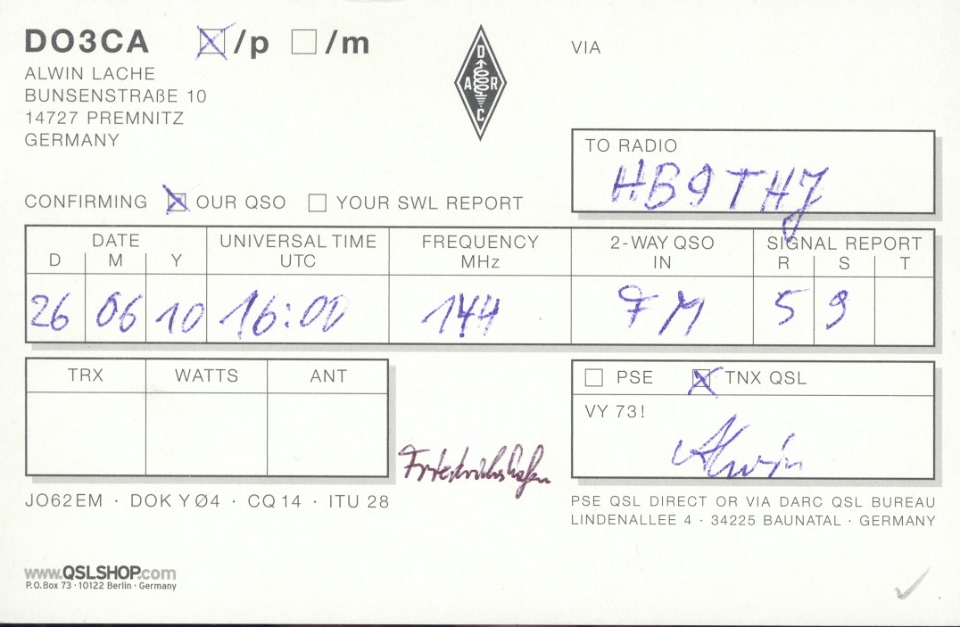 DO3CA /p /m
ALWIN LACHE
BUNSENSTRAßE 10
14727 PREMNITZ
GERMANY
D
A R
C
VIA
TO RADIO
HB9THJ
CONFIRMING OUR QSO YOUR SWL REPORT
DATE UNIVERSAL TIME FREQUENCY 2-WAY QSO SIGNAL REPORT
D M Y UTC MHz IN R S T
26 06 10 16:00 144 FM 5 9
TRX WATTS ANT
PSE TNX QSL
VY 73!
Alwin
Friedrichshafen
JO62EM · DOK YØ4 · CQ 14 · ITU 28
PSE QSL DIRECT OR VIA DARC QSL BUREAU
LINDENALLEE 4 · 34225 BAUNATAL · GERMANY
www.QSLSHOP.com
P.O.Box 73 · 10122 Berlin · Germany